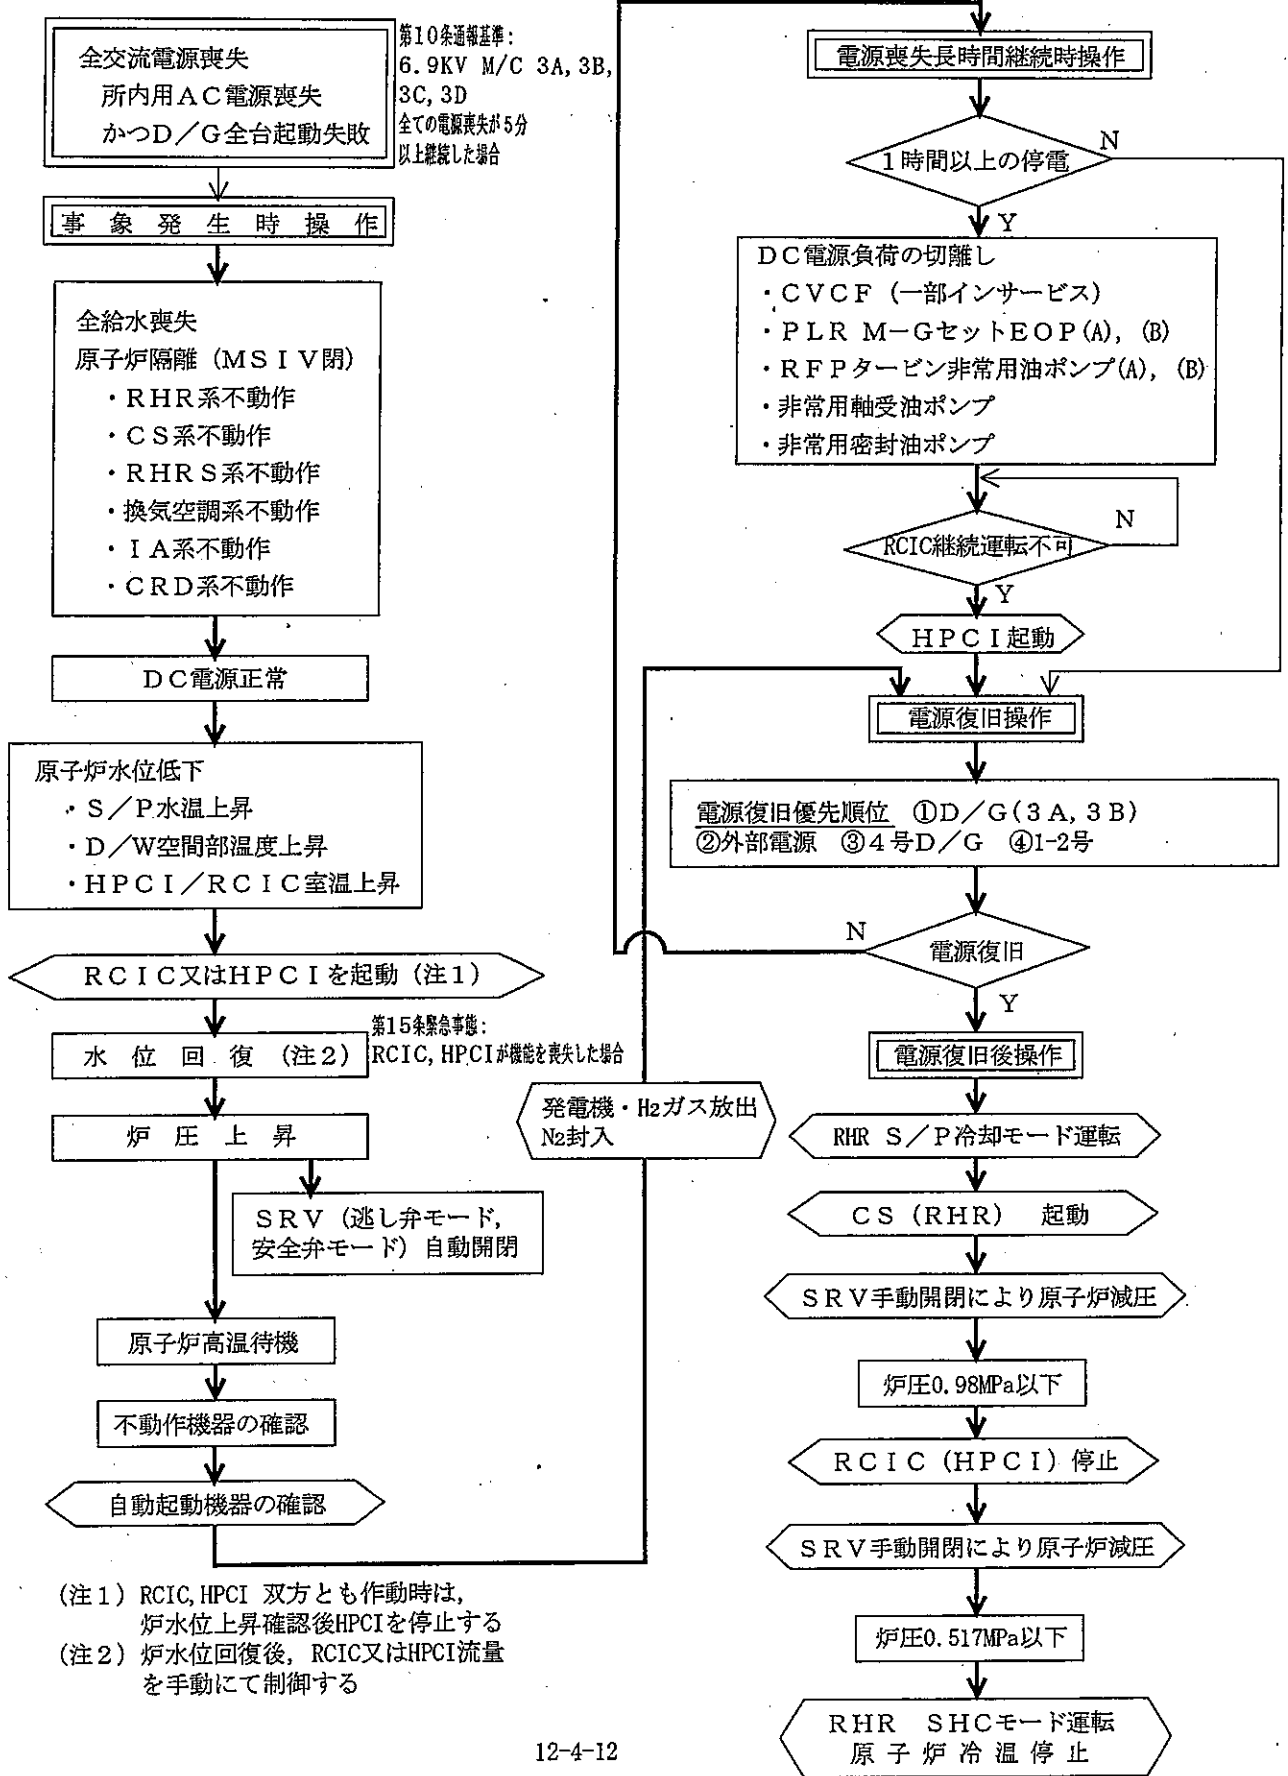 全交流電源喪失
所内用AC電源喪失
かつD／G全台起動失敗
第10条通報基準：
6.9KV M/C 3A,3B,
3C,3D
全ての電源喪失が5分
以上継続した場合
事象発生時操作
全給水喪失
原子炉隔離（MSIV閉）
・RHR系不動作
・CS系不動作
・RHRS系不動作
・換気空調系不動作
・IA系不動作
・CRD系不動作
DC電源正常
原子炉水位低下
・S／P水温上昇
・D／W空間部温度上昇
・HPCI／RCIC室温上昇
RCIC又はHPCIを起動（注1）
水位回復（注2）
第15条緊急事態：
RCIC,HPCIが機能を喪失した場合
炉圧上昇
SRV（逃し弁モード，
安全弁モード）自動開閉
原子炉高温待機
不動作機器の確認
自動起動機器の確認
（注1）RCIC,HPCI 双方とも作動時は，
炉水位上昇確認後HPCIを停止する
（注2）炉水位回復後，RCIC又はHPCI流量
を手動にて制御する
発電機・H2ガス放出
N2封入
電源喪失長時間継続時操作
1時間以上の停電
N
Y
DC電源負荷の切離し
・CVCF（一部インサービス）
・PLR M－GセットEOP(A)，(B)
・RFPタービン非常用油ポンプ(A)，(B)
・非常用軸受油ポンプ
・非常用密封油ポンプ
RCIC継続運転不可
N
Y
HPCI起動
電源復旧操作
電源復旧優先順位 ①D／G(3A,3B)
②外部電源 ③4号D／G ④1-2号
電源復旧
N
Y
電源復旧後操作
RHR S／P冷却モード運転
CS（RHR） 起動
SRV手動開閉により原子炉減圧
炉圧0.98MPa以下
RCIC（HPCI）停止
SRV手動開閉により原子炉減圧
炉圧0.517MPa以下
RHR SHCモード運転
原子炉冷温停止
12-4-12